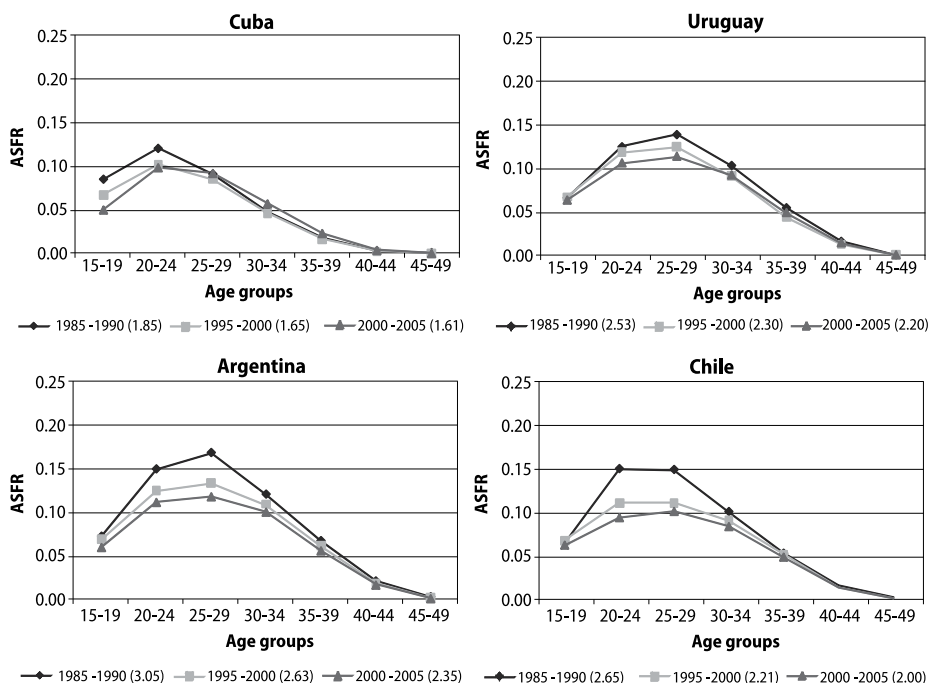 Cuba
0.25
0.20
0.15
0.10
0.05
0.00
ASFR
15-19 20-24 25-29 30-34 35-39 40-44 45-49
Age groups
1985-1990 (1.85) 1995-2000 (1.65) 2000-2005 (1.61)
Uruguay
0.25
0.20
0.15
0.10
0.05
0.00
ASFR
15-19 20-24 25-29 30-34 35-39 40-44 45-49
Age groups
1985-1990 (2.53) 1995-2000 (2.30) 2000-2005 (2.20)
Argentina
0.25
0.20
0.15
0.10
0.05
0.00
ASFR
15-19 20-24 25-29 30-34 35-39 40-44 45-49
Age groups
1985-1990 (3.05) 1995-2000 (2.63) 2000-2005 (2.35)
Chile
0.25
0.20
0.15
0.10
0.05
0.00
ASFR
15-19 20-24 25-29 30-34 35-39 40-44 45-49
Age groups
1985-1990 (2.65) 1995-2000 (2.21) 2000-2005 (2.00)